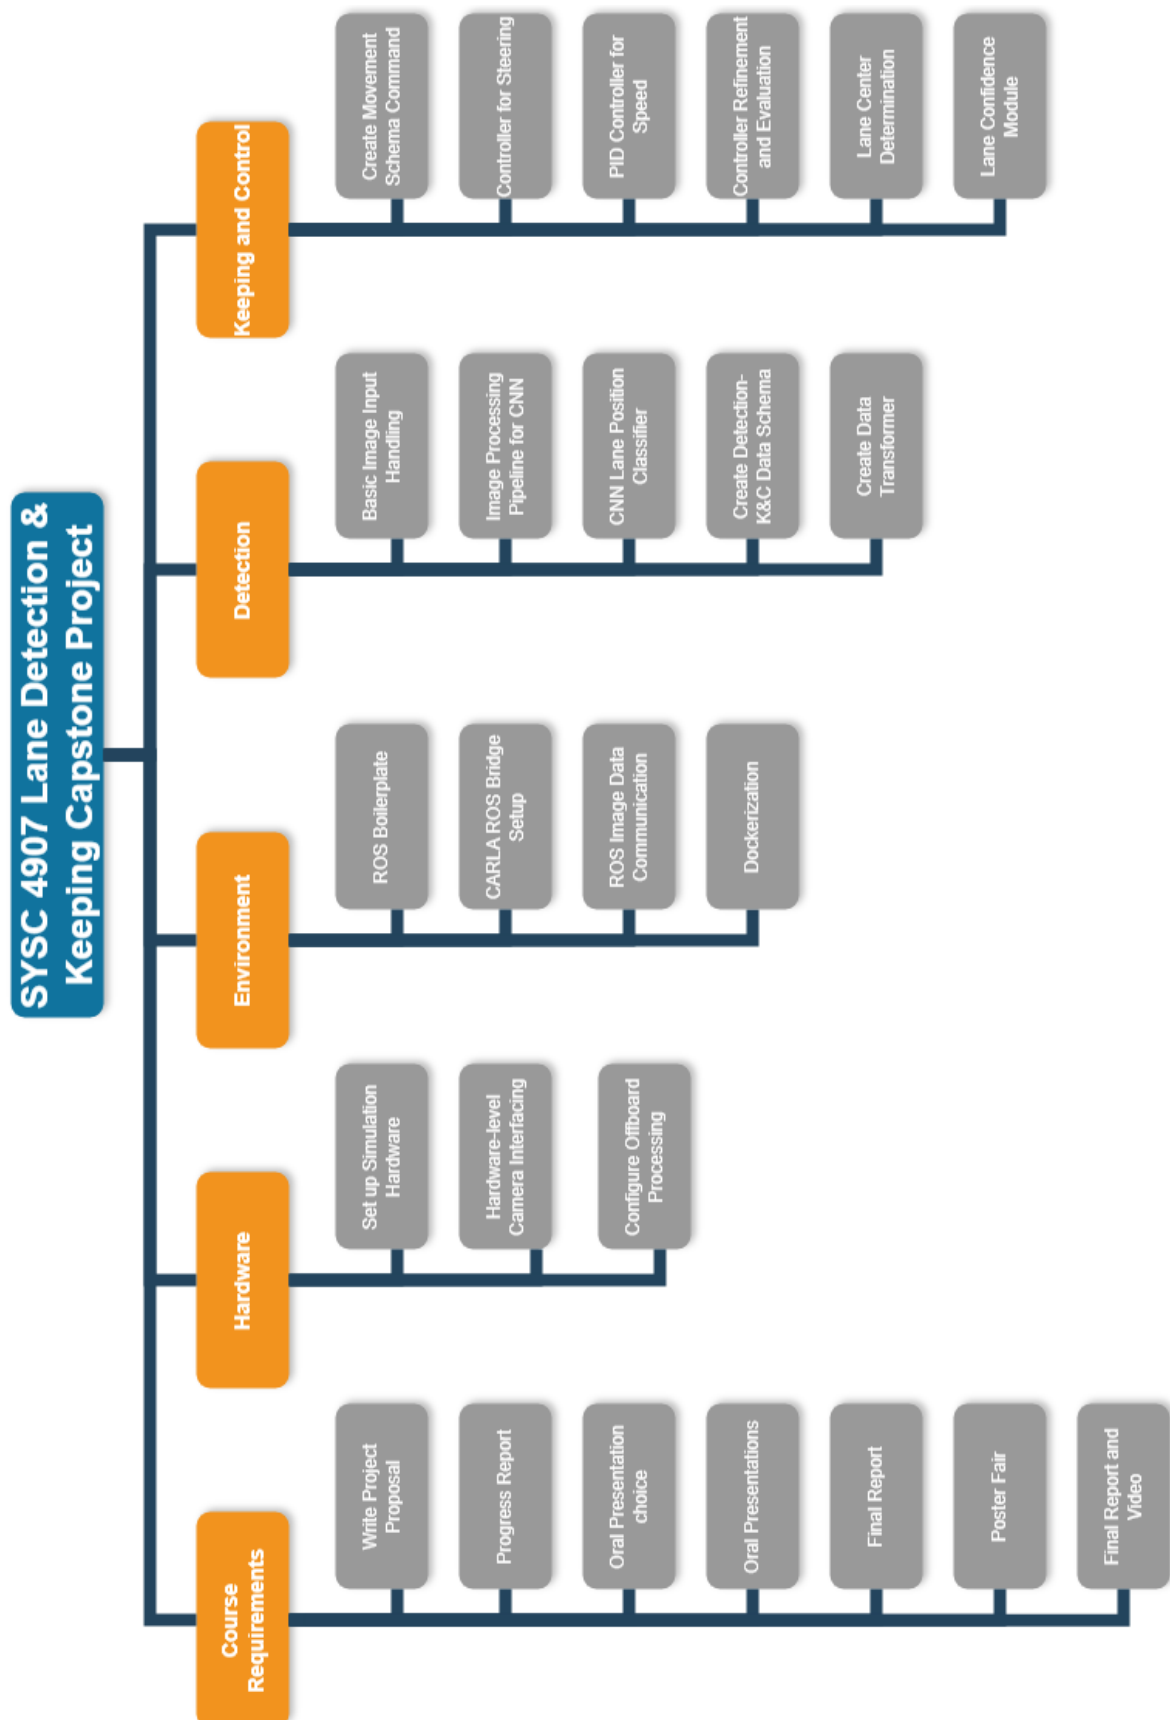 SYSC 4907 Lane Detection &
Keeping Capstone Project
Course
Requirements
Write Project
Proposal
Progress Report
Oral Presentation
choice
Oral Presentations
Final Report
Poster Fair
Final Report and
Video
Hardware
Set up Simulation
Hardware
Hardware-level
Camera Interfacing
Configure Offboard
Processing
Environment
ROS Boilerplate
CARLA ROS Bridge
Setup
ROS Image Data
Communication
Dockerization
Detection
Basic Image Input
Handling
Image Processing
Pipeline for CNN
CNN Lane Position
Classifier
Create Detection-
K&C Data Schema
Create Data
Transformer
Keeping and Control
Create Movement
Schema Command
Controller for Steering
PID Controller for
Speed
Controller Refinement
and Evaluation
Lane Center
Determination
Lane Confidence
Module